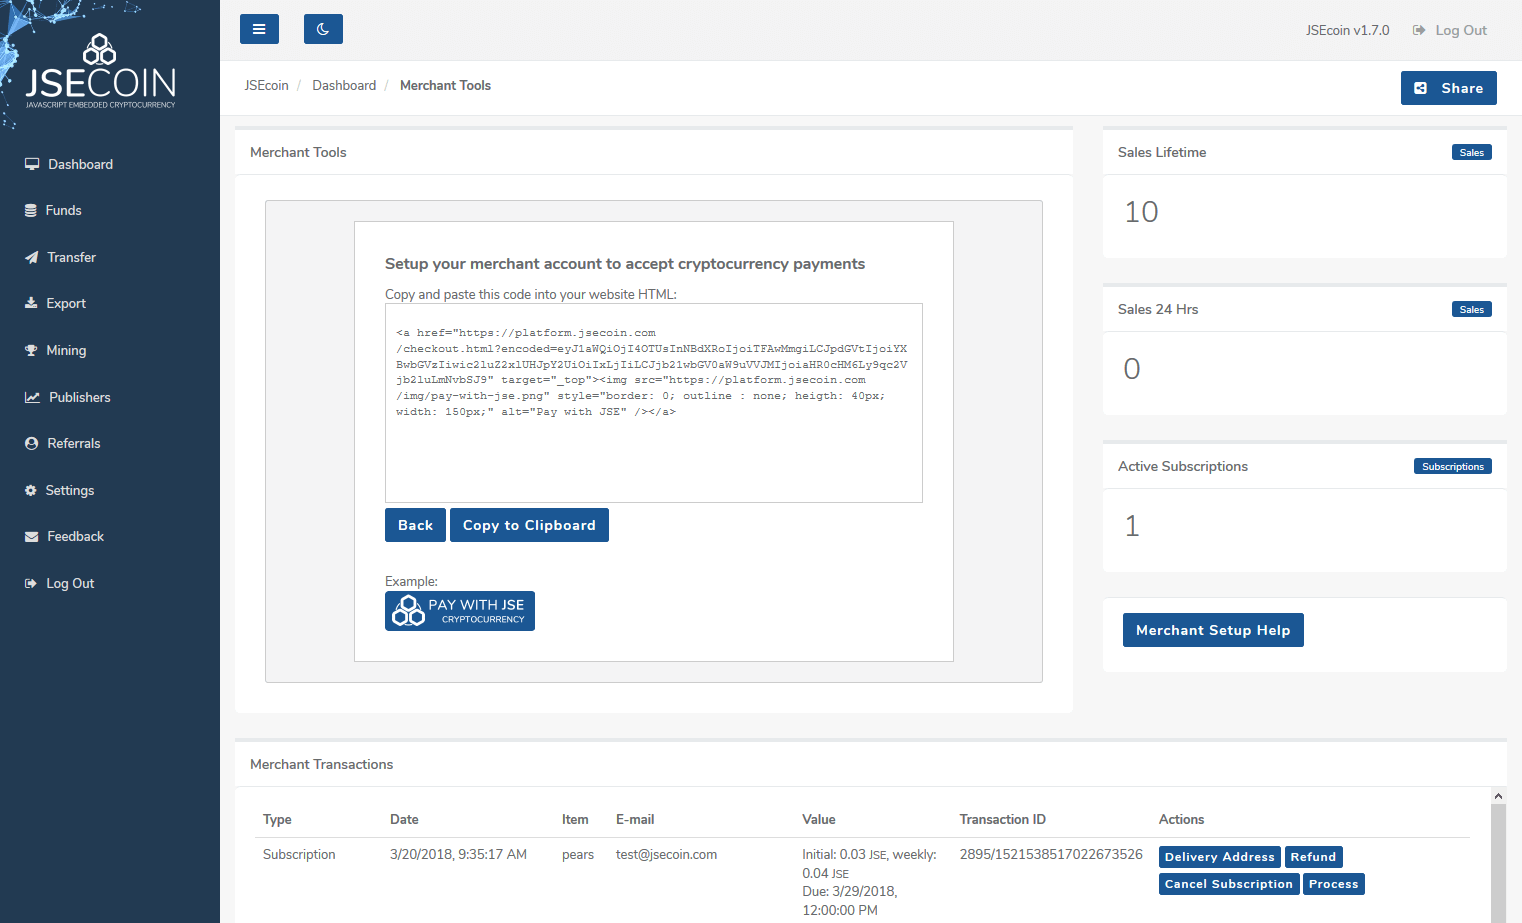 JSECOIN
JAVASCRIPT EMBEDDED CRYPTOCURRENCY
Dashboard
Funds
Transfer
Export
Mining
Publishers
Referrals
Settings
Feedback
Log Out
JSEcoin v1.7.0 Log Out
JSEcoin / Dashboard / Merchant Tools
Share
Merchant Tools
Setup your merchant account to accept cryptocurrency payments
Copy and paste this code into your website HTML:
<a href="https://platform.jsecoin.com
/checkout.html?encoded=eyJ1aWQiOjI4OTUsInNBdXRoIjoiTFAwMmgiLCJpdGVtIjoiYX
BwbGVzIiwic2luZ2xlUHJpY2UiOiIxLjIiLCJjb21wbGV0aW9uVVJMIjoiaHR0cHM6Ly9qc2V
jb2luLmNvbSJ9" target="_top"><img src="https://platform.jsecoin.com
/img/pay-with-jse.png" style="border: 0; outline : none; heigth: 40px;
width: 150px;" alt="Pay with JSE" /></a>
Back Copy to Clipboard
Example:
PAY WITH JSE
CRYPTOCURRENCY
Sales Lifetime Sales
10
Sales 24 Hrs Sales
0
Active Subscriptions Subscriptions
1
Merchant Setup Help
Merchant Transactions
Type Date Item E-mail Value Transaction ID Actions
Subscription 3/20/2018, 9:35:17 AM pears test@jsecoin.com Initial: 0.03 JSE, weekly: 2895/1521538517022673526 Delivery Address Refund
0.04 JSE
Due: 3/29/2018, Cancel Subscription Process
12:00:00 PM